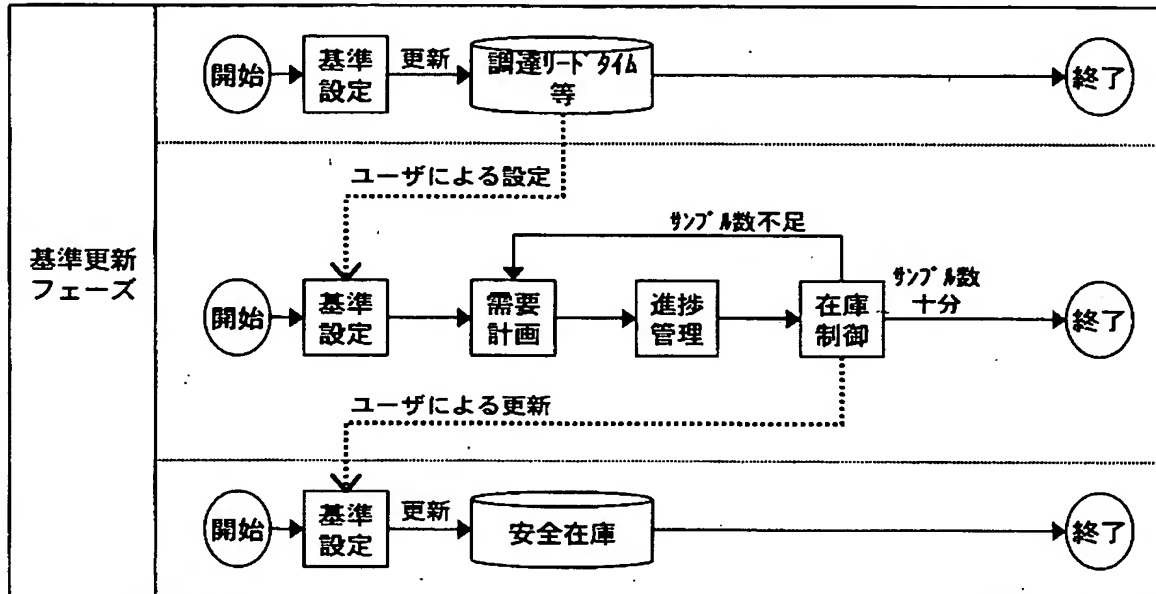 基準更新
フェーズ
開始
基準
設定
更新
調達ﾘｰﾄﾞﾀｲﾑ
等
終了
ユーザによる設定
ｻﾝﾌﾟﾙ数不足
開始
基準
設定
需要
計画
進捗
管理
在庫
制御
ｻﾝﾌﾟﾙ数
十分
終了
ユーザによる更新
開始
基準
設定
更新
安全在庫
終了